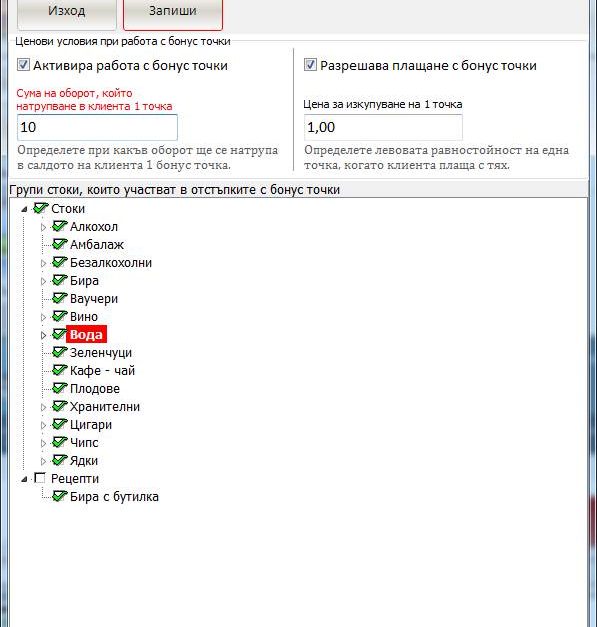 Изход
Запиши
Ценови условия при работа с бонус точки
Активира работа с бонус точки
Разрешава плащане с бонус точки
Сума на оборот, който
натрупване в клиента 1 точка
Цена за изкупуване на 1 точка
10
1,00
Определете при какъв оборот ще се натрупа
в салдото на клиента 1 бонус точка.
Определете левовата равностойност на една
точка, когато клиента плаща с тях.
Групи стоки, които участват в отстъпките с бонус точки
Стоки
Алкохол
Амбалаж
Безалкохолни
Бира
Ваучери
Вино
Вода
Зеленчуци
Кафе - чай
Плодове
Хранителни
Цигари
Чипс
Ядки
Рецепти
Бира с бутилка